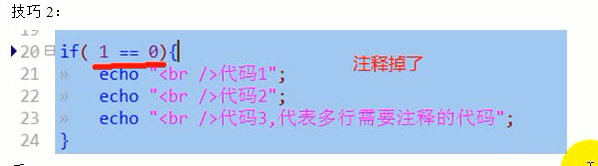 技巧2：
19
20 if( 1 == 0){
注释掉了
21 » echo "<br />代码1";
22 » echo "<br />代码2";
23 » echo "<br />代码3,代表多行需要注释的代码";
24 }